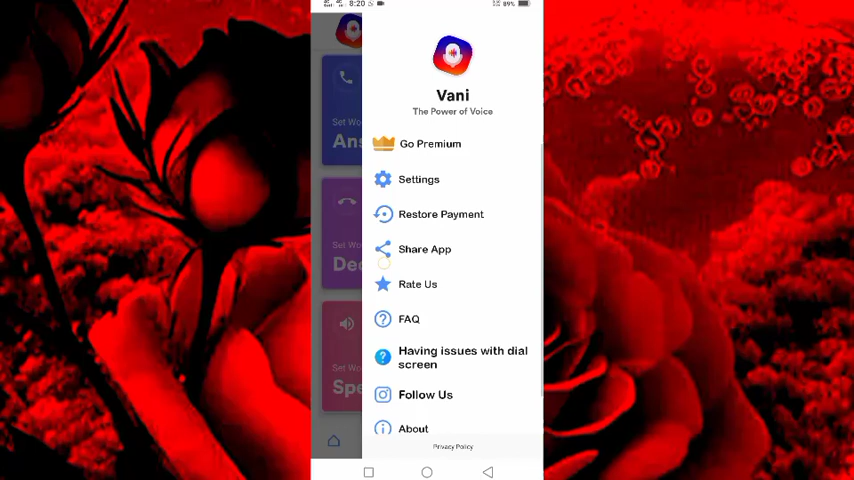 8:20
89%
Vani
The Power of Voice
Go Premium
Settings
Restore Payment
Share App
Rate Us
FAQ
Having issues with dial
screen
Follow Us
About
Privacy Policy
Set Wo
Ans
Set Wo
Dec
Set Wo
Spe